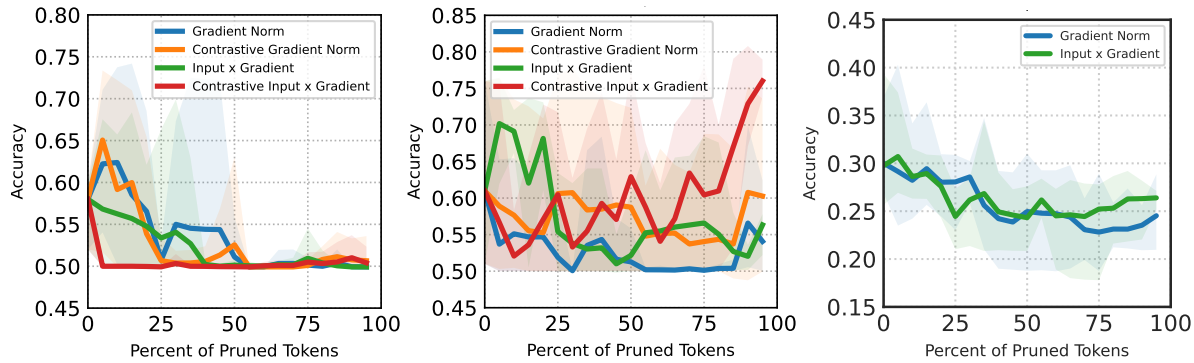 0.80
0.75
0.70
0.65
0.60
0.55
0.50
0.45
Accuracy
Gradient Norm
Contrastive Gradient Norm
Input x Gradient
Contrastive Input x Gradient
0 25 50 75 100
Percent of Pruned Tokens
0.85
0.80
0.75
0.70
0.65
0.60
0.55
0.50
0.45
Accuracy
Gradient Norm
Contrastive Gradient Norm
Input x Gradient
Contrastive Input x Gradient
0 25 50 75 100
Percent of Pruned Tokens
0.45
0.40
0.35
0.30
0.25
0.20
0.15
Accuracy
Gradient Norm
Input x Gradient
0 25 50 75 100
Percent of Pruned Tokens